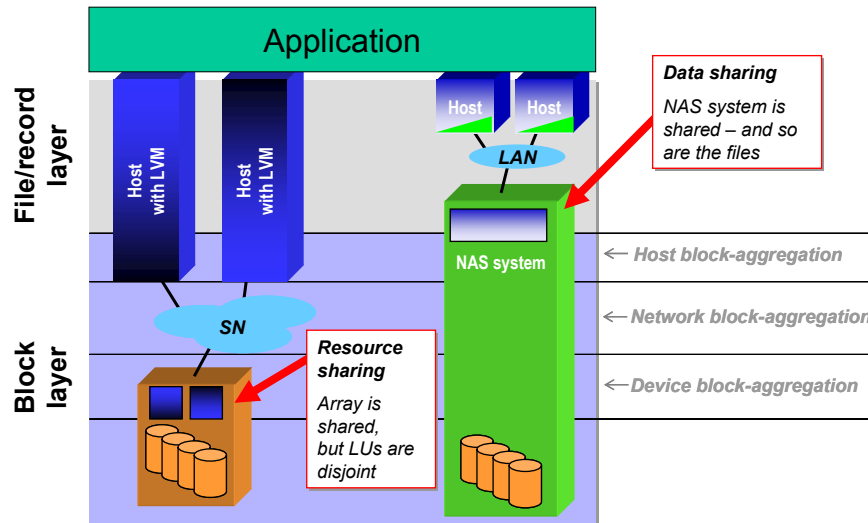 Application
File/record
layer
Block
layer
Host
with LVM
Host
with LVM
Host
Host
LAN
SN
NAS system
Data sharing
NAS system is
shared – and so
are the files
Resource
sharing
Array is
shared,
but LUs are
disjoint
Host block-aggregation
Network block-aggregation
Device block-aggregation